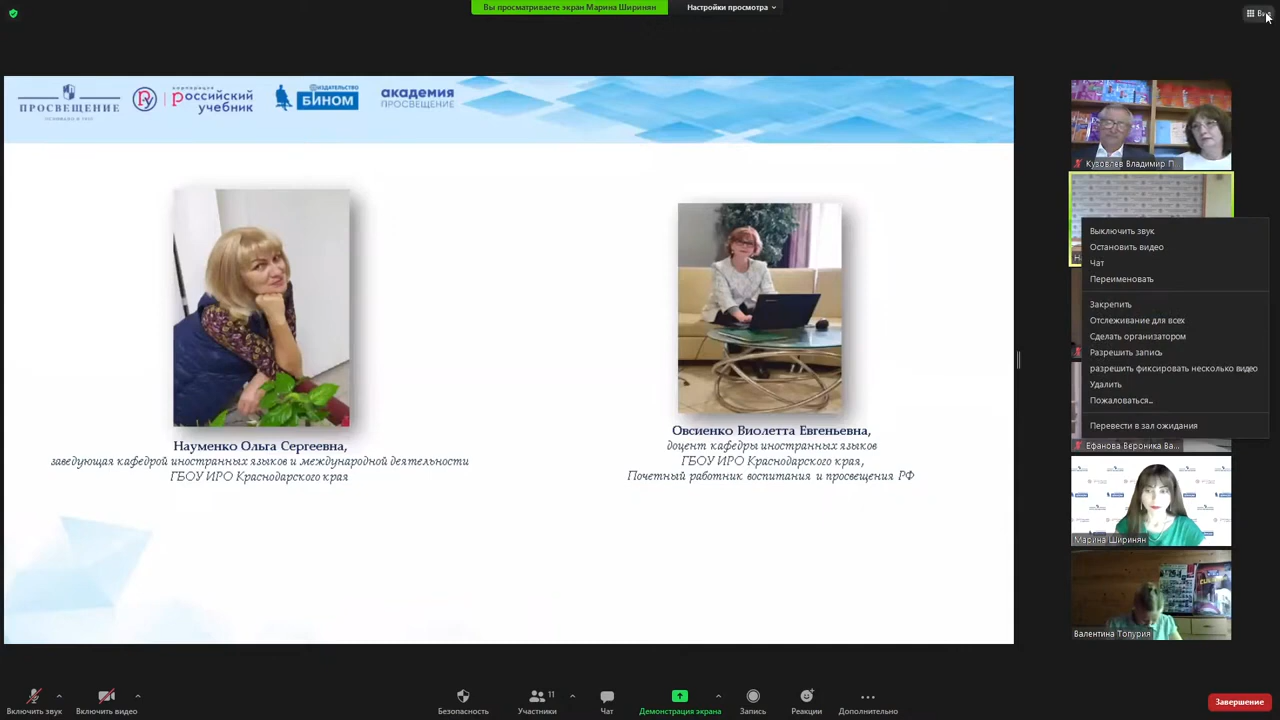 Вы просматриваете экран Марина Ширинян
Настройки просмотра
ПРОСВЕЩЕНИЕ
корпорация
российский
учебник
ИЗДАТЕЛЬСТВО
БИНОМ
академия
ПРОСВЕЩЕНИЕ
Науменко Ольга Сергеевна,
заведующая кафедрой иностранных языков и международной деятельности
ГБОУ ИРО Краснодарского края
Овсиенко Виолетта Евгеньевна,
доцент кафедры иностранных языков
ГБОУ ИРО Краснодарского края,
Почетный работник воспитания и просвещения РФ
Кузовлев Владимир П...
Выключить звук
Остановить видео
Чат
Переименовать
Закрепить
Отслеживание для всех
Сделать организатором
Разрешить запись
разрешить фиксировать несколько видео
Удалить
Пожаловаться...
Перевести в зал ожидания
Ефанова Вероника Ва...
Марина Ширинян
Валентина Топурия
Включить звук
Включить видео
Безопасность
Участники
11
Чат
Демонстрация экрана
Запись
Реакции
Дополнительно
Завершение